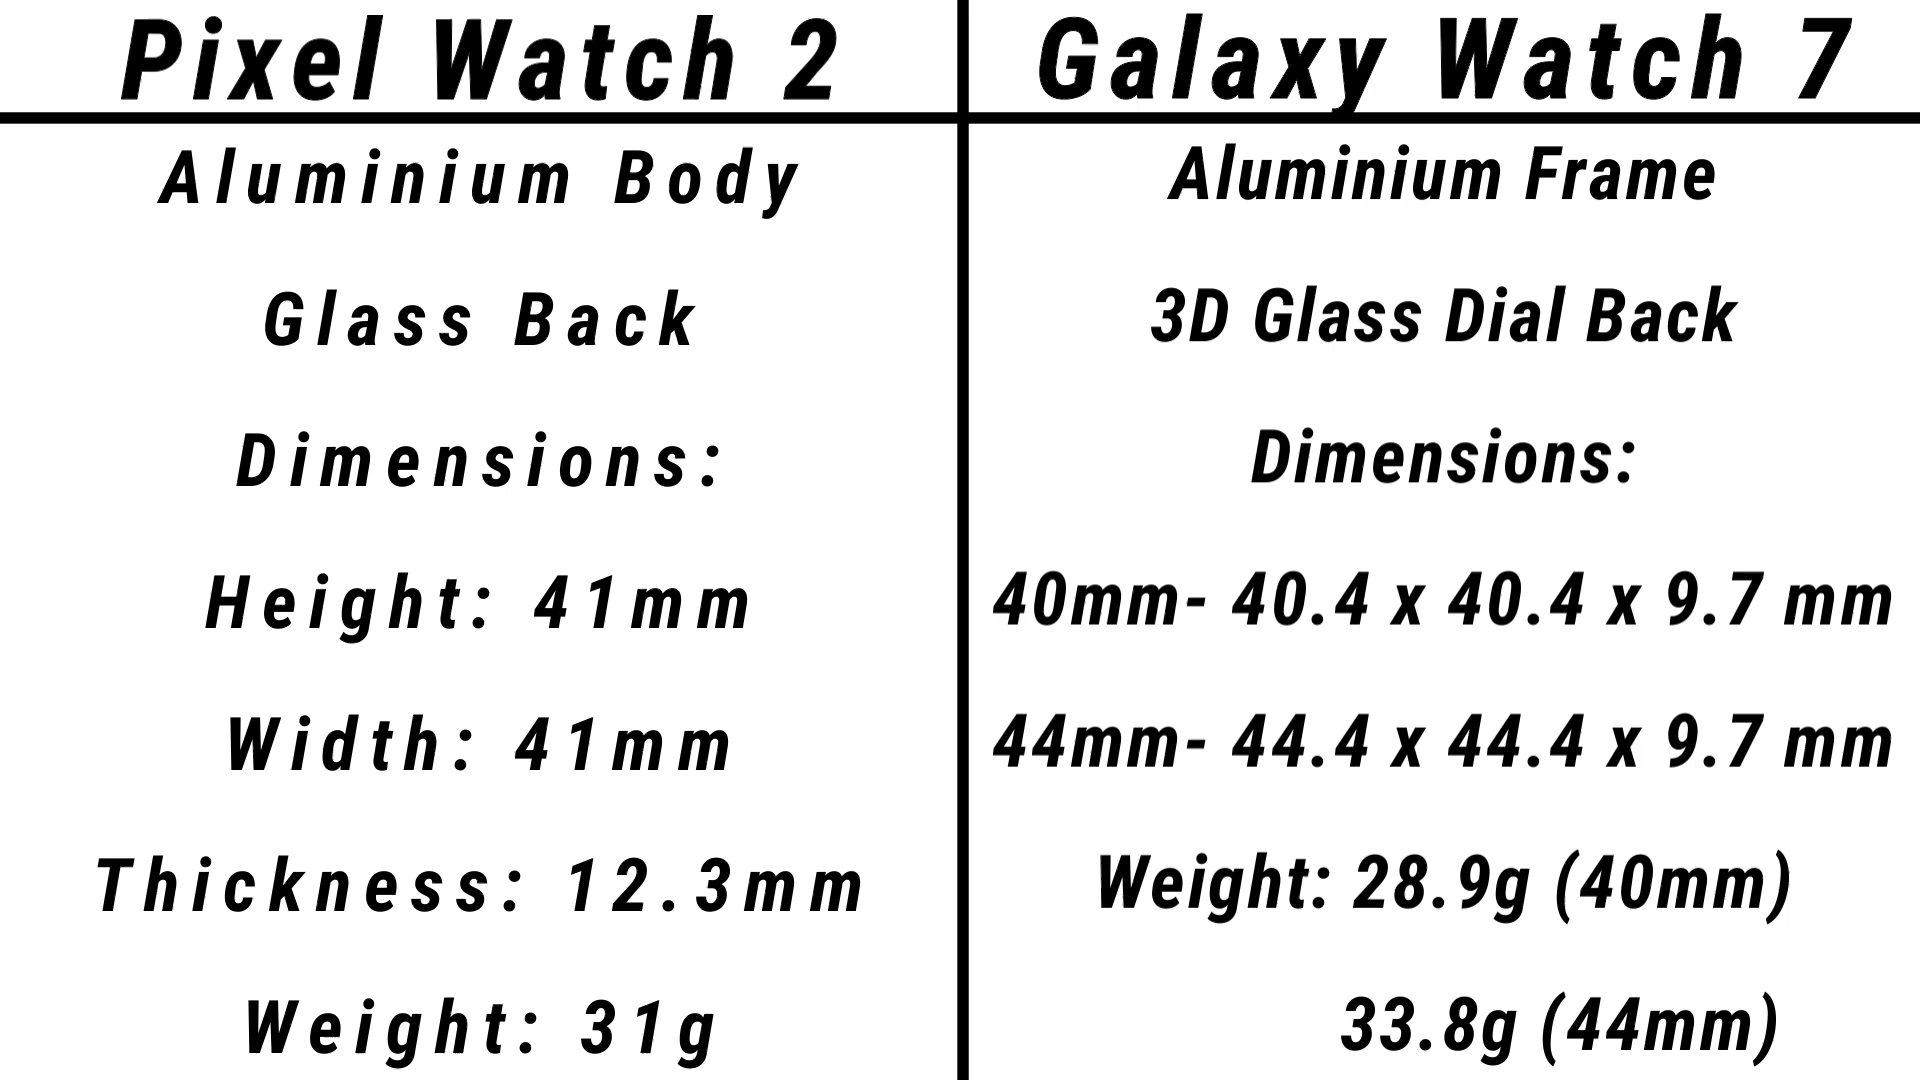 Pixel Watch 2
Aluminium Body
Glass Back
Dimensions:
Height: 41mm
Width: 41mm
Thickness: 12.3mm
Weight: 31g
Galaxy Watch 7
Aluminium Frame
3D Glass Dial Back
Dimensions:
40mm- 40.4 x 40.4 x 9.7 mm
44mm- 44.4 x 44.4 x 9.7 mm
Weight: 28.9g (40mm)
33.8g (44mm)